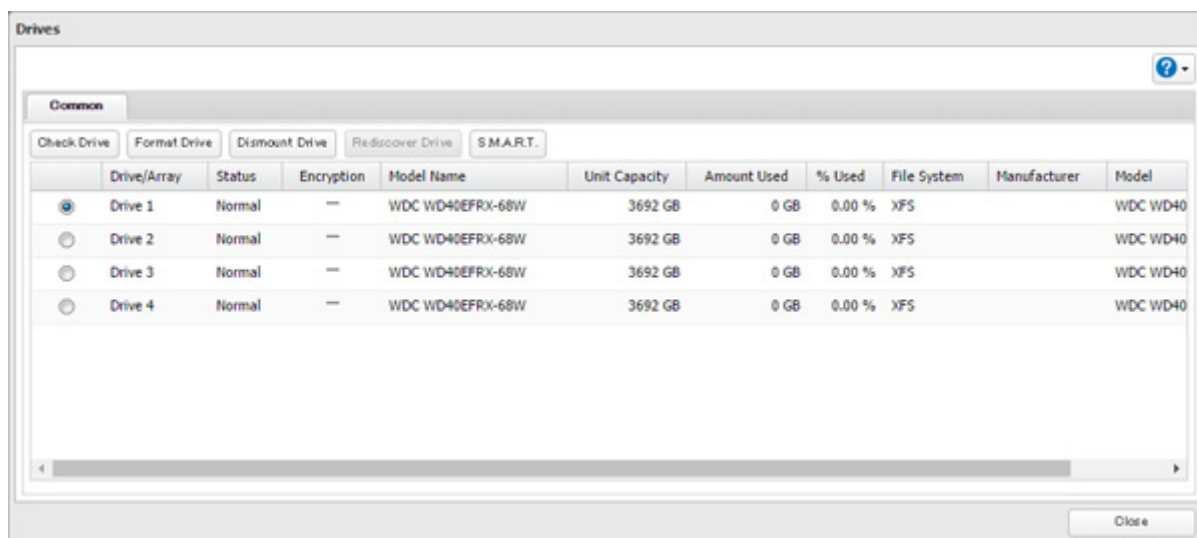 Drives
?
Common
Check Drive Format Drive Dismount Drive Rediscover Drive S.M.A.R.T.
Drive/Array Status Encryption Model Name Unit Capacity Amount Used % Used File System Manufacturer Model
Drive 1 Normal — WDC WD40EFRX-68W 3692 GB 0 GB 0.00 % XFS WDC WD40
Drive 2 Normal — WDC WD40EFRX-68W 3692 GB 0 GB 0.00 % XFS WDC WD40
Drive 3 Normal — WDC WD40EFRX-68W 3692 GB 0 GB 0.00 % XFS WDC WD40
Drive 4 Normal — WDC WD40EFRX-68W 3692 GB 0 GB 0.00 % XFS WDC WD40
Close